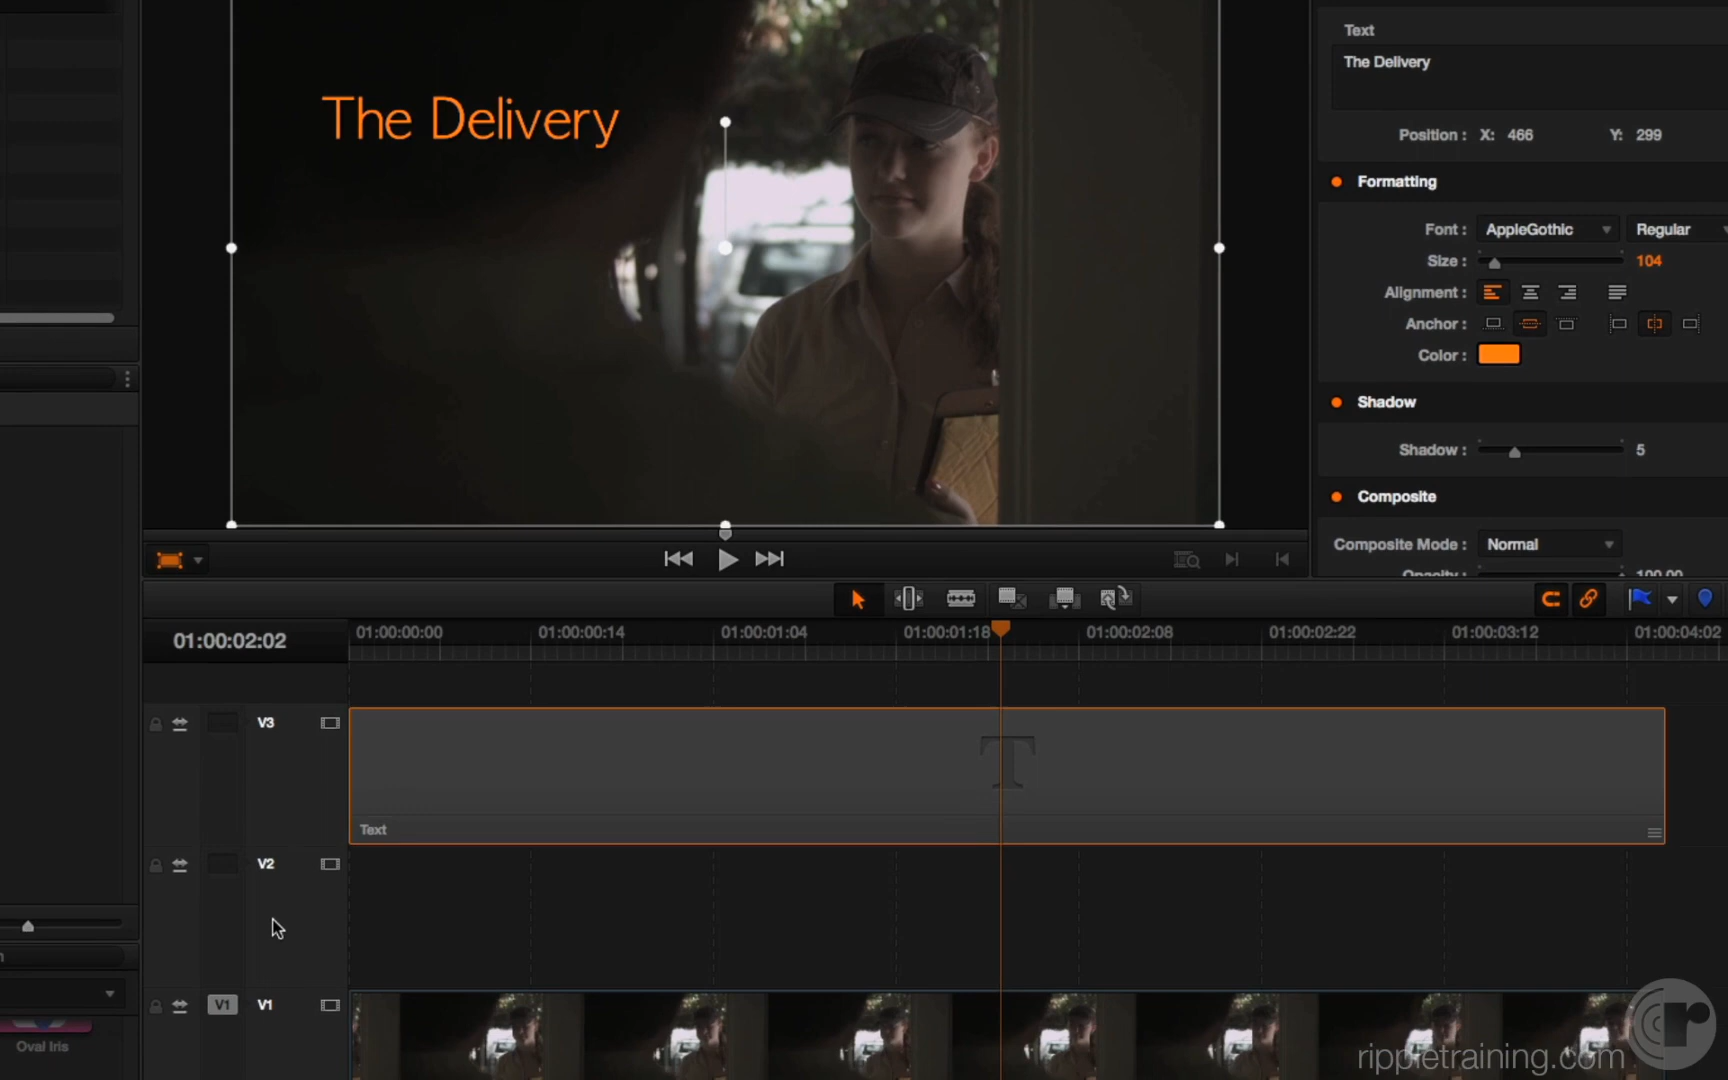 The Delivery
Text
The Delivery
Position : X: 466 Y: 299
Formatting
Font : AppleGothic Regular
Size : 104
Alignment :
Anchor :
Color :
Shadow
Shadow : 5
Composite
Composite Mode : Normal
Opacity : 100.00
01:00:02:02
01:00:00:00 01:00:00:14 01:00:01:04 01:00:01:18 01:00:02:08 01:00:02:22 01:00:03:12 01:00:04:02
V3
T
Text
V2
V1 V1
Oval Iris
rippletraining.com